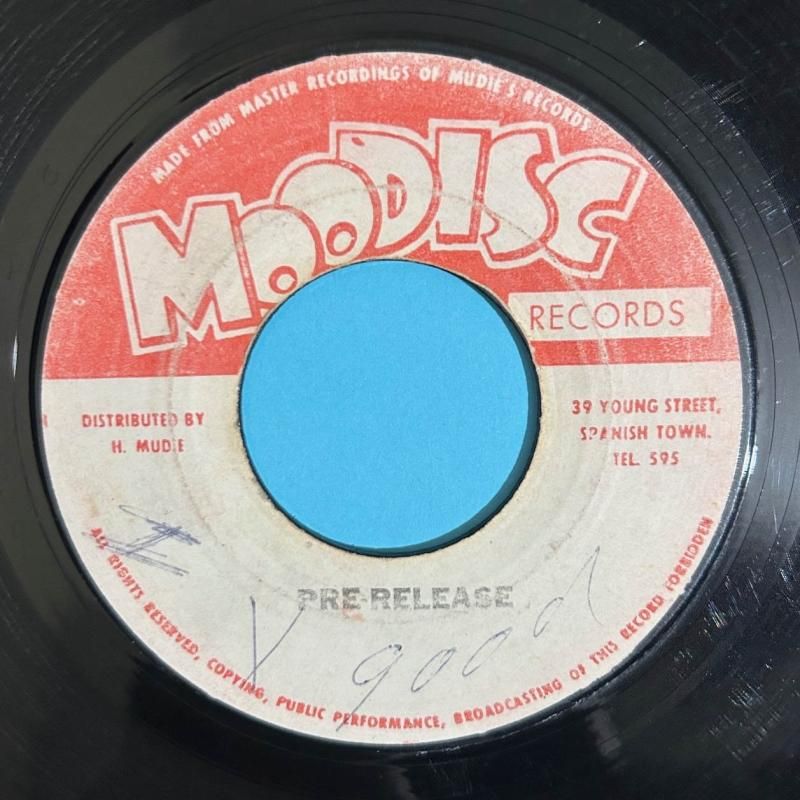 MADE FROM MASTER RECORDINGS OF MUDIE'S RECORDS
MOODISC
RECORDS
DISTRIBUTED BY
H. MUDIE
39 YOUNG STREET,
SPANISH TOWN.
TEL. 595
PRE-RELEASE
V good
ALL RIGHTS RESERVED, COPYING, PUBLIC PERFORMANCE, BROADCASTING OF THIS RECORD FORBIDDEN